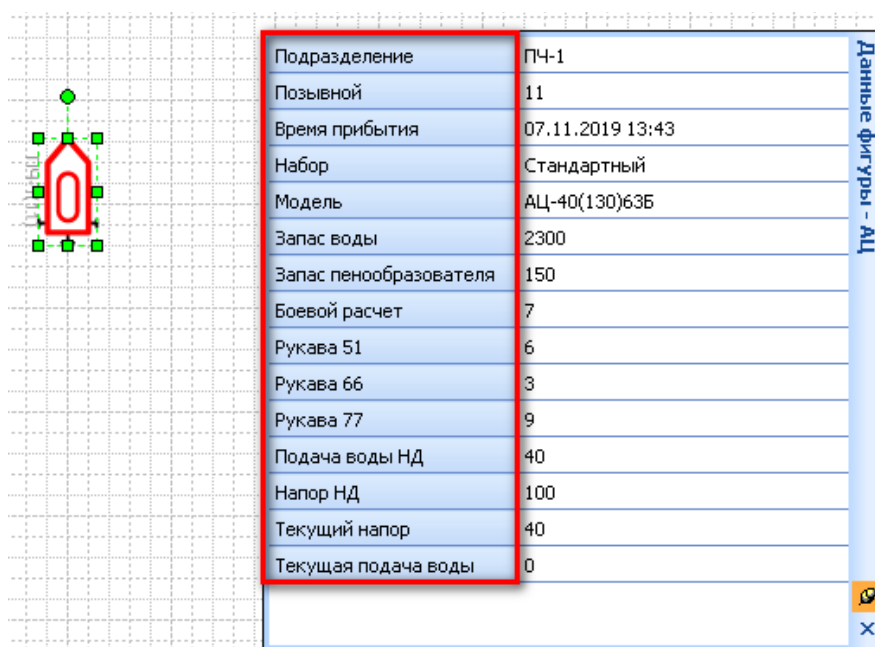 Подразделение ПЧ-1
Позывной 11
Время прибытия 07.11.2019 13:43
Набор Стандартный
Модель АЦ-40(130)63Б
Запас воды 2300
Запас пенообразователя 150
Боевой расчет 7
Рукава 51 6
Рукава 66 3
Рукава 77 9
Подача воды НД 40
Напор НД 100
Текущий напор 40
Текущая подача воды 0
Данные фигуры - АЦ